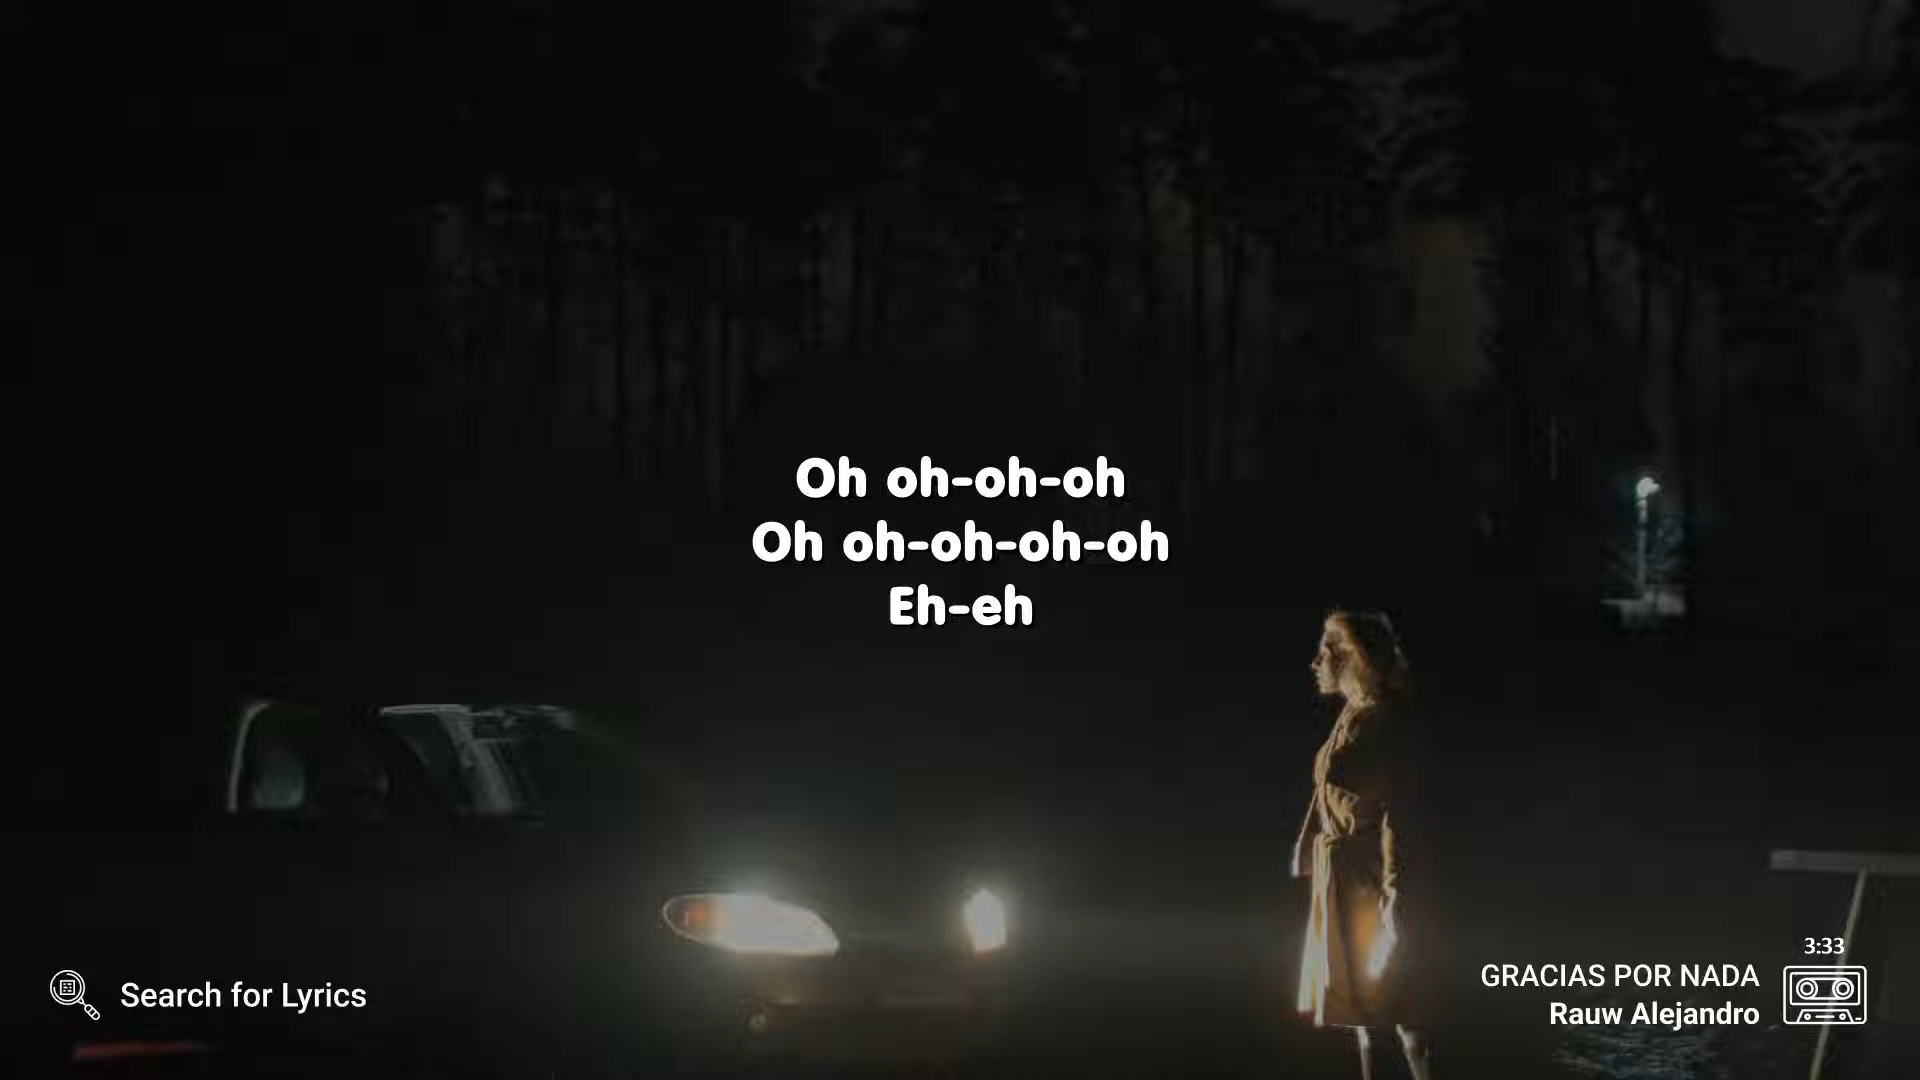 Oh oh-oh-oh
Oh oh-oh-oh-oh
Eh-eh
Search for Lyrics
3:33
GRACIAS POR NADA
Rauw Alejandro